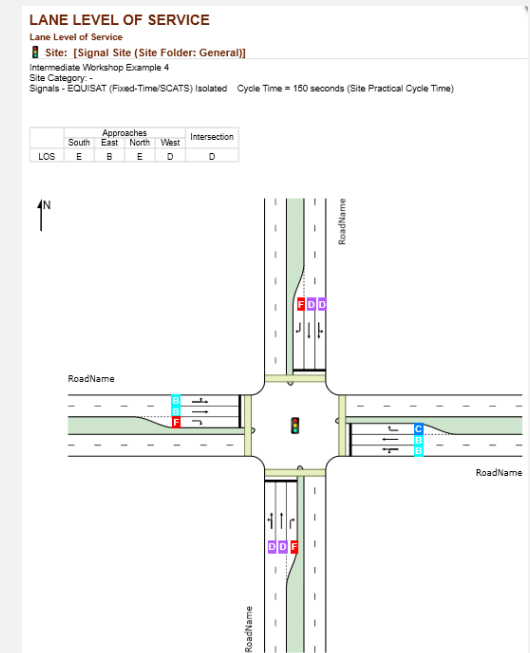 LANE LEVEL OF SERVICE
Lane Level of Service
Site: [Signal Site (Site Folder: General)]
Intermediate Workshop Example 4
Site Category: -
Signals - EQUISAT (Fixed-Time/SCATS) Isolated Cycle Time = 150 seconds (Site Practical Cycle Time)
Approaches Intersection
South East North West
LOS E B E D D
N
RoadName
F D D
RoadName
B
B
F
C
B
B
RoadName
D D F
RoadName